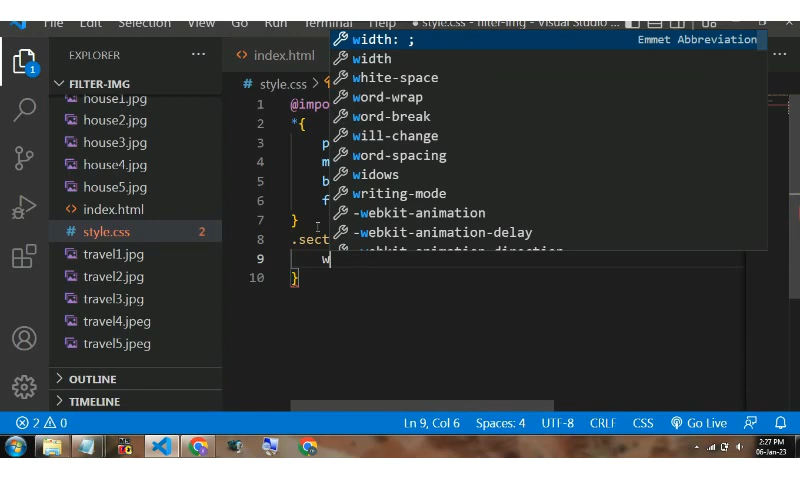 File Edit Selection View Go Run Terminal Help style.css - filter-img - Visual Studio ...
EXPLORER ...
1
FILTER-IMG
house1.jpg
house2.jpg
house3.jpg
house4.jpg
house5.jpg
index.html
style.css 2
travel1.jpg
travel2.jpg
travel3.jpg
travel4.jpeg
travel5.jpeg
OUTLINE
TIMELINE
<> index.html
# style.css >
1 @impo
2 *{
3 p
4 m
5 b
6 f
7 }
8 .sect
9 w
10 }
width: ; Emmet Abbreviation
width
white-space
word-wrap
word-break
will-change
word-spacing
widows
writing-mode
-webkit-animation
-webkit-animation-delay
-webkit-animation-direction
2 0 Ln 9, Col 6 Spaces: 4 UTF-8 CRLF CSS Go Live
2:27 PM
06-Jan-23